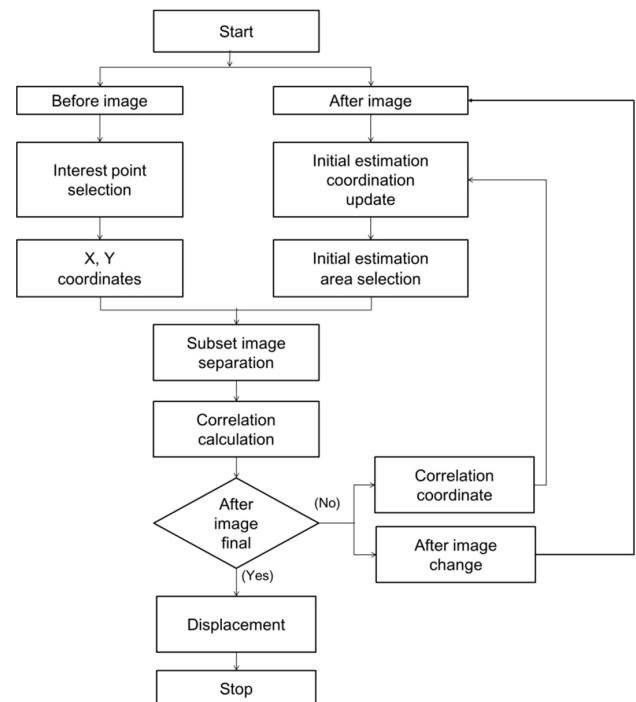 Start
Before image
After image
Interest point
selection
Initial estimation
coordination
update
X, Y
coordinates
Initial estimation
area selection
Subset image
separation
Correlation
calculation
After
image
final
(No)
Correlation
coordinate
After image
change
(Yes)
Displacement
Stop